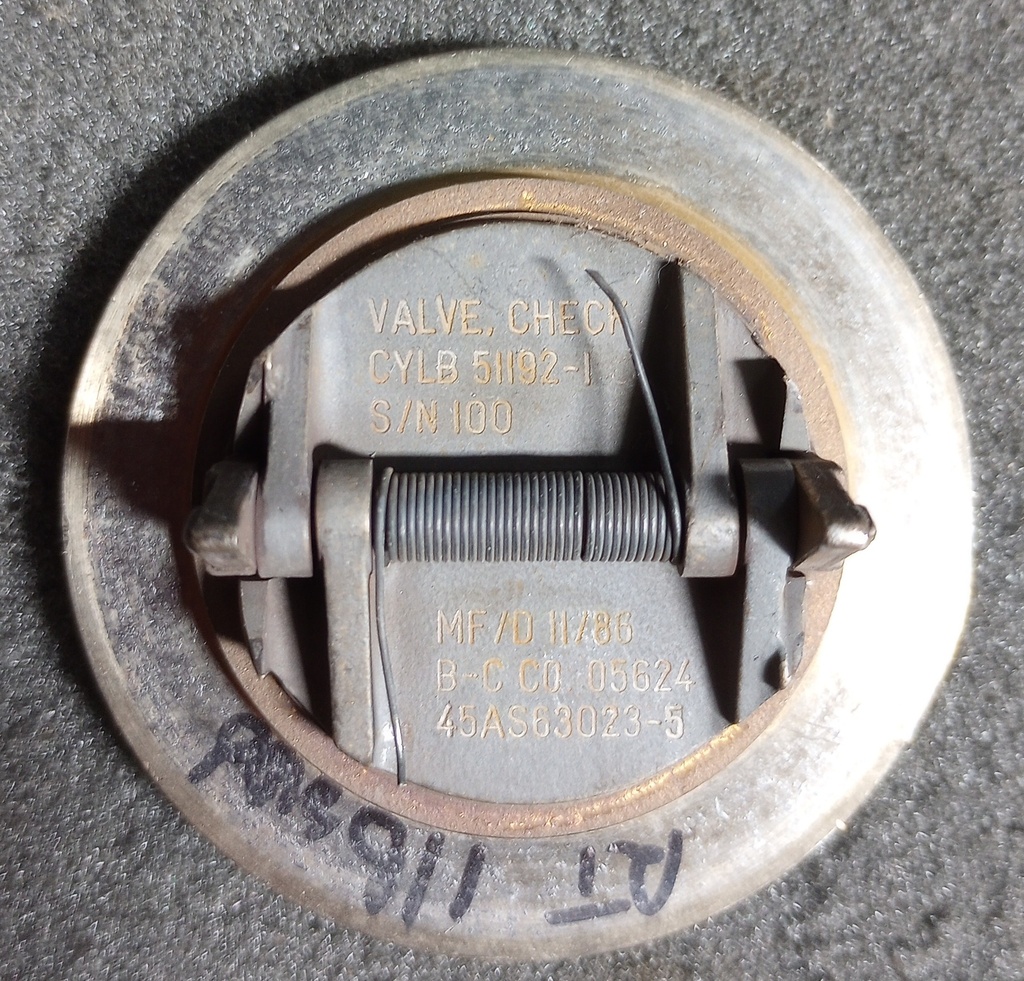 VALVE, CHECK
CYLB 51192-1
S/N 100
MF/D 11/86
B-C CO 05624
45AS63023-5